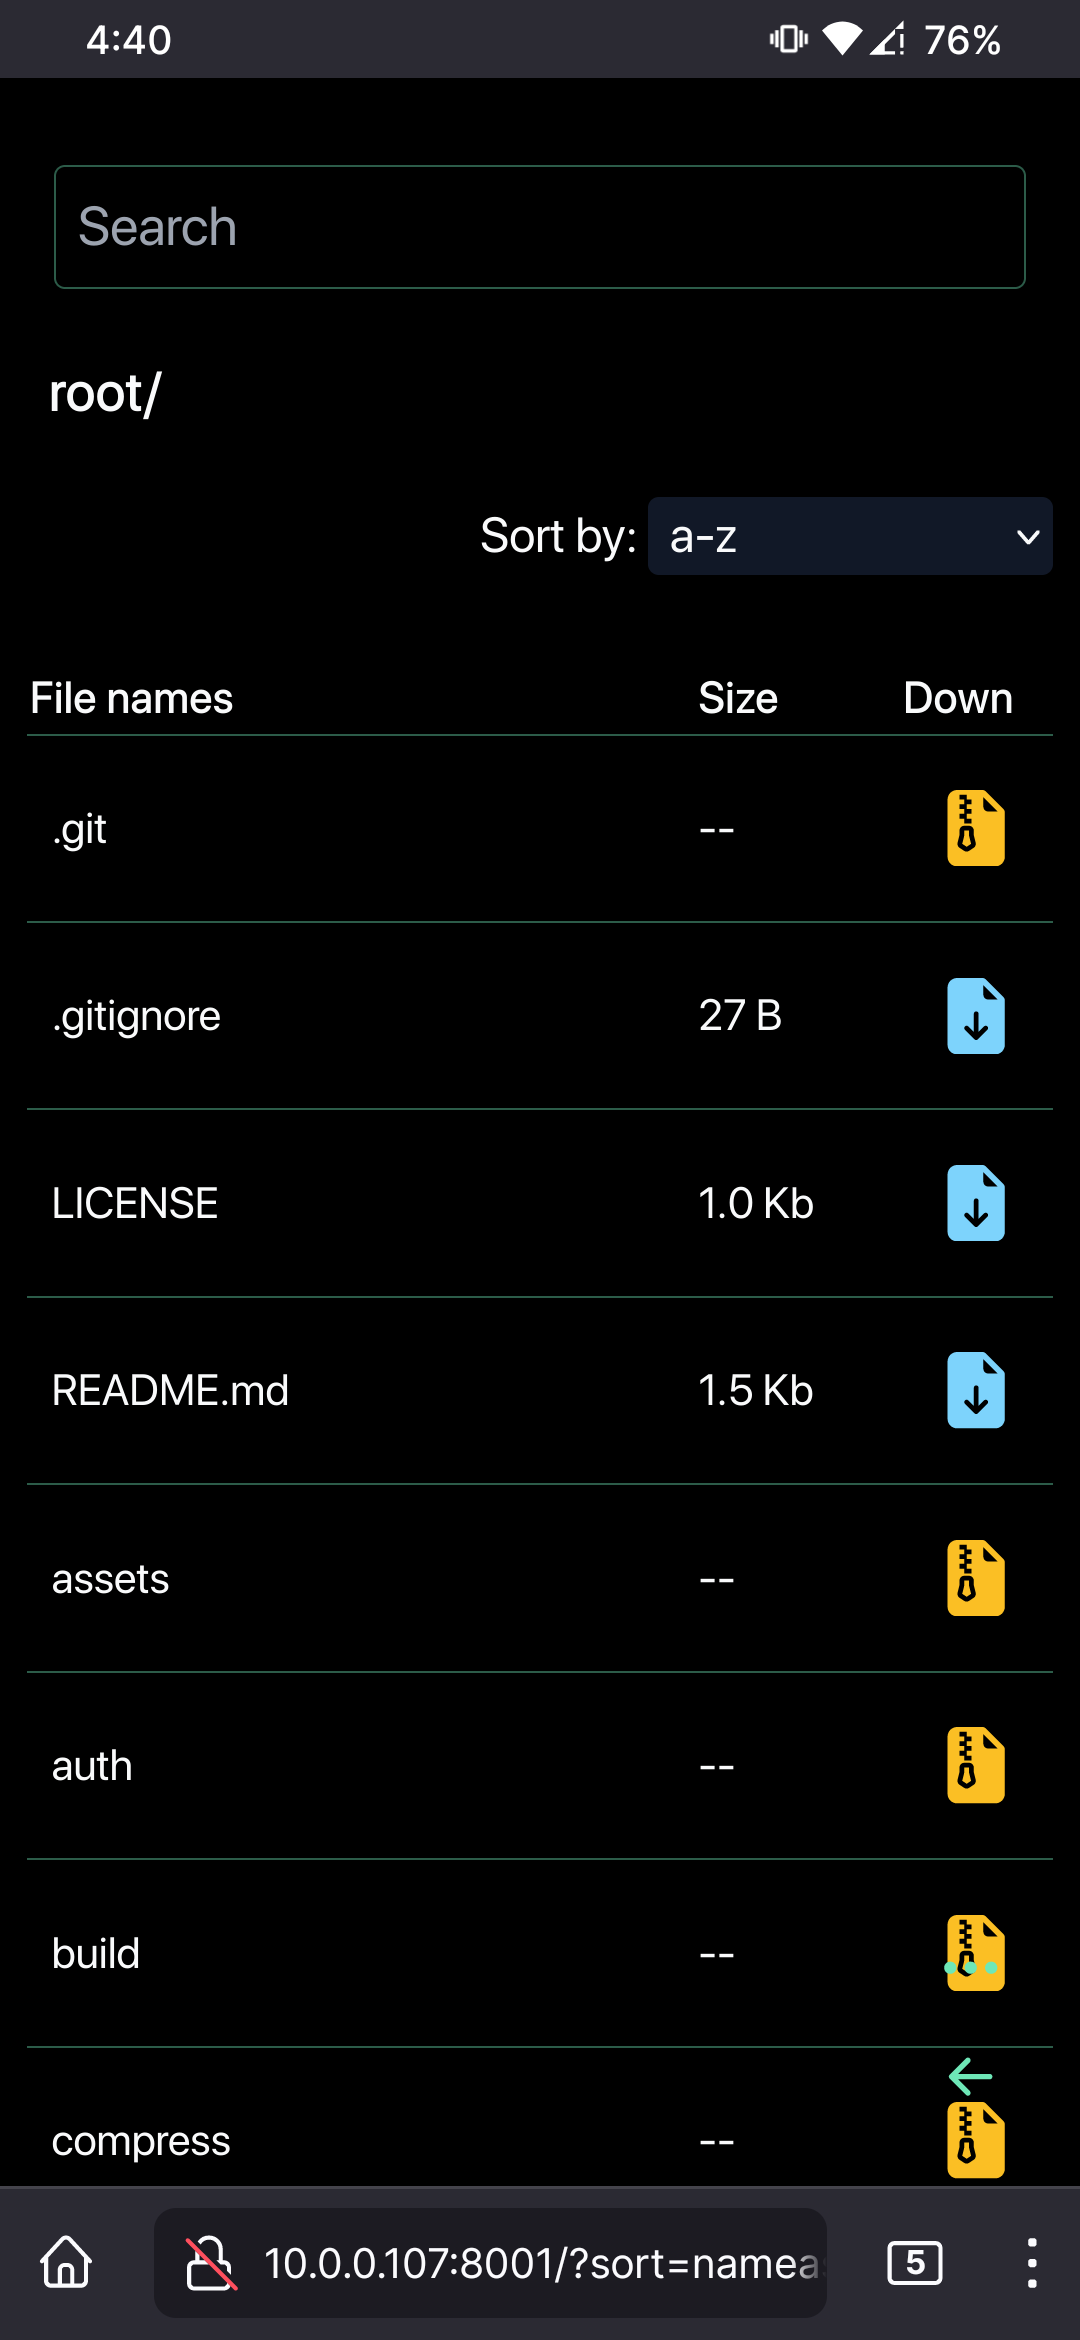 4:40 76%
Search
root/
Sort by: a-z
File names Size Down
.git --
.gitignore 27 B
LICENSE 1.0 Kb
README.md 1.5 Kb
assets --
auth --
build --
compress --
10.0.0.107:8001/?sort=namea 5